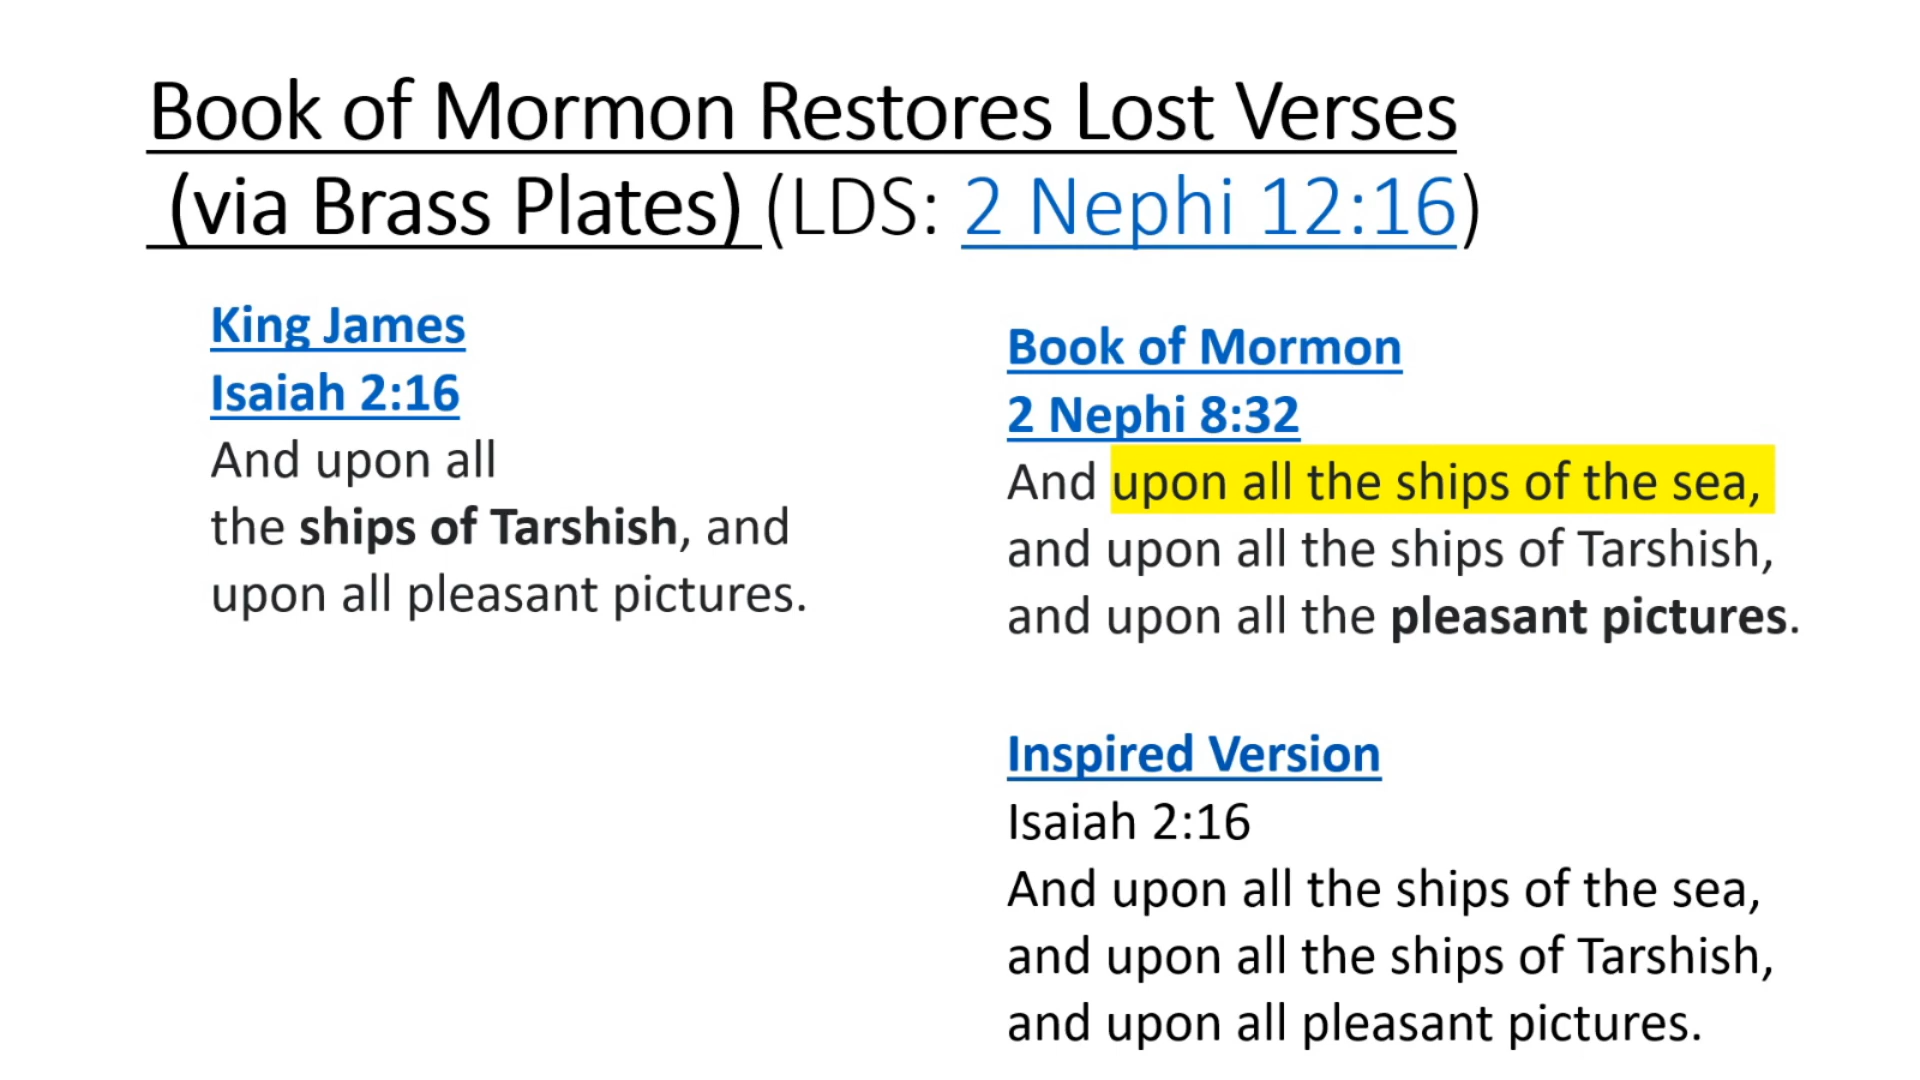 Book of Mormon Restores Lost Verses
(via Brass Plates) (LDS: 2 Nephi 12:16)
King James
Isaiah 2:16
And upon all
the ships of Tarshish, and
upon all pleasant pictures.
Book of Mormon
2 Nephi 8:32
And upon all the ships of the sea,
and upon all the ships of Tarshish,
and upon all the pleasant pictures.
Inspired Version
Isaiah 2:16
And upon all the ships of the sea,
and upon all the ships of Tarshish,
and upon all pleasant pictures.